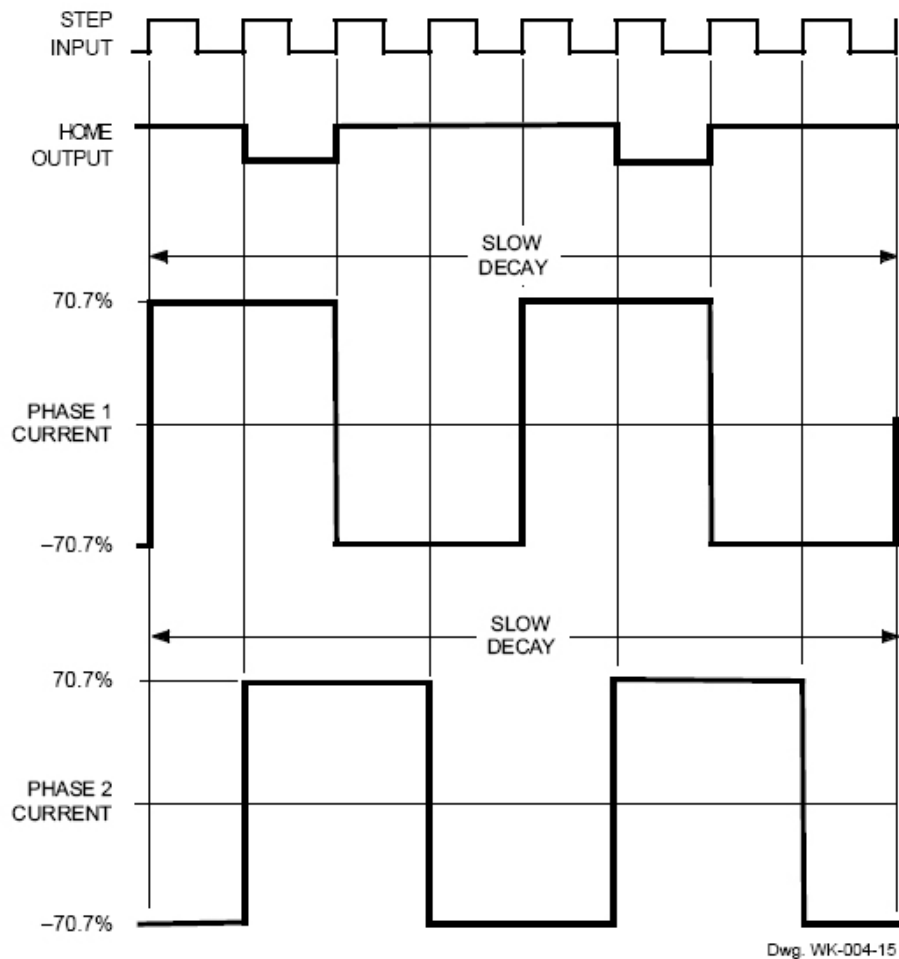 STEP
INPUT
HOME
OUTPUT
SLOW
DECAY
70.7%
PHASE 1
CURRENT
–70.7%
SLOW
DECAY
70.7%
PHASE 2
CURRENT
–70.7%
Dwg. WK-004-15